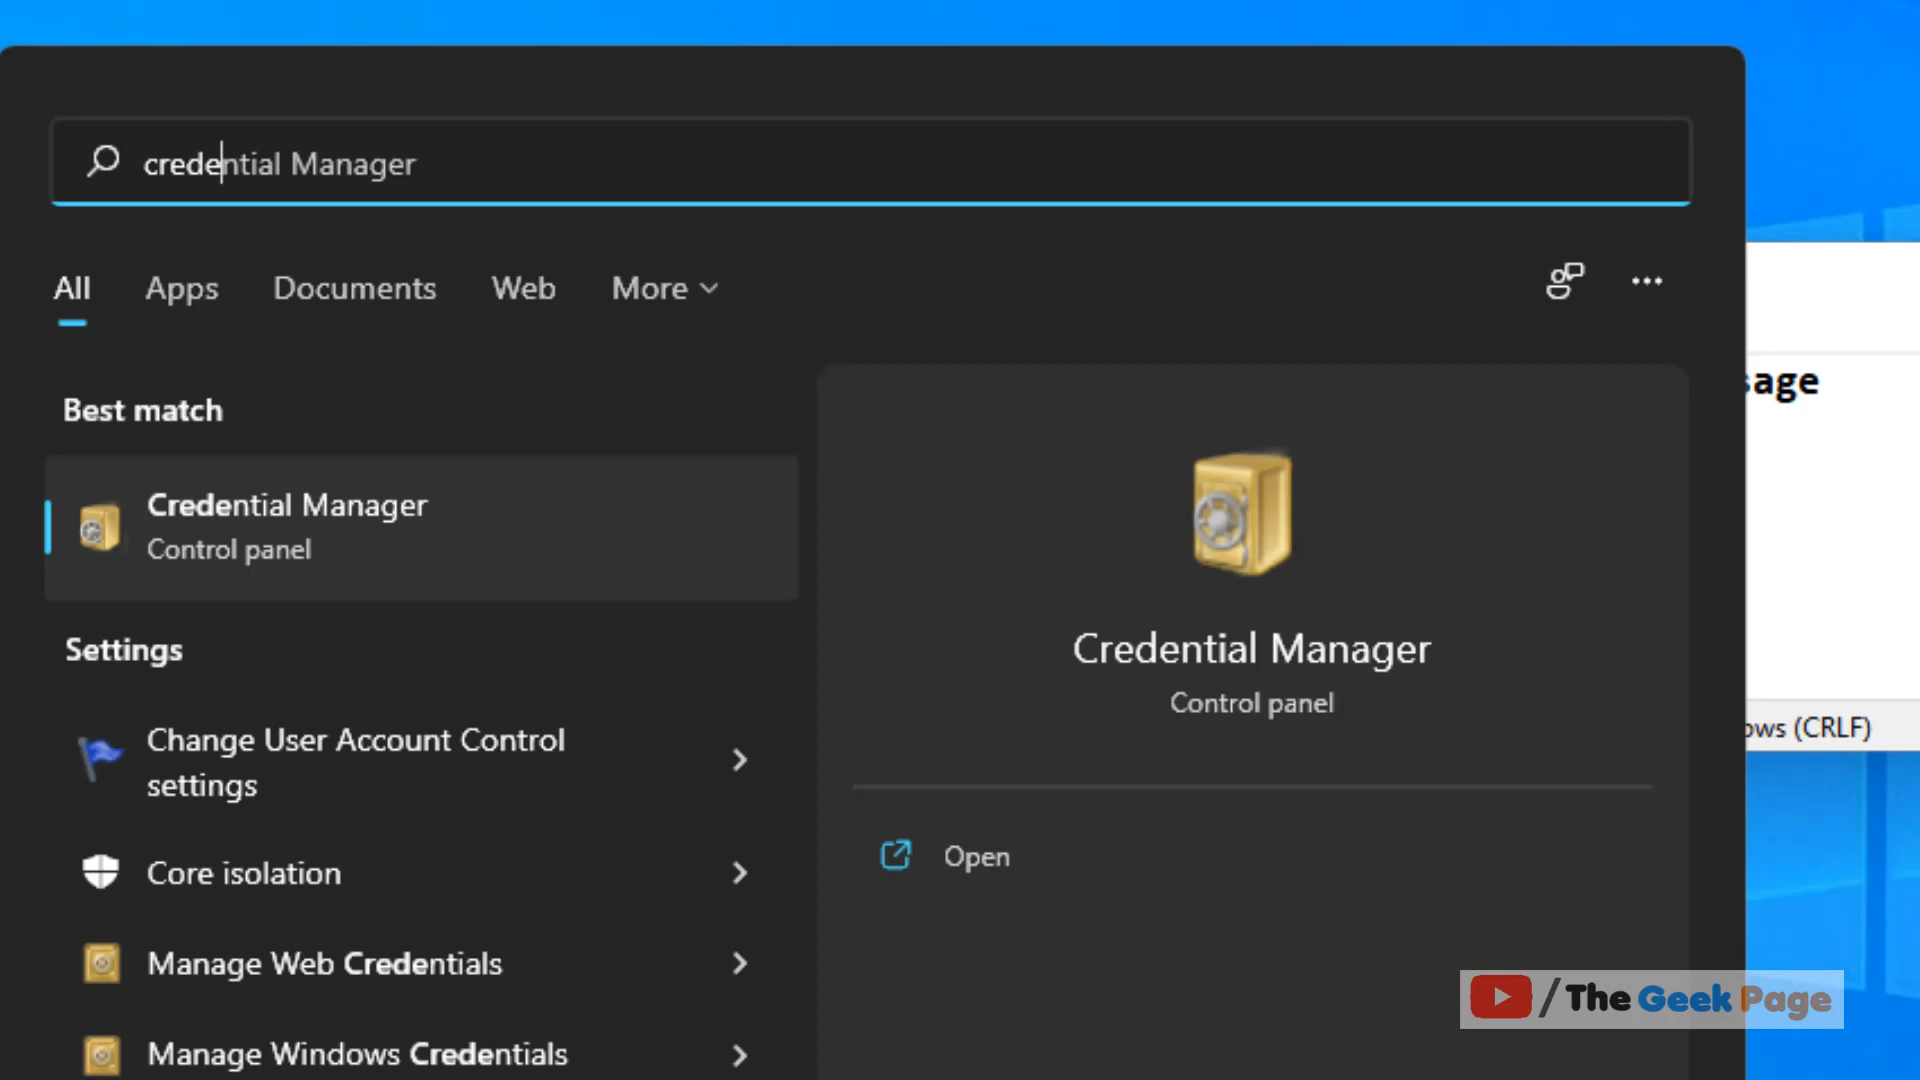 credential Manager
All Apps Documents Web More
Best match
Credential Manager
Control panel
Settings
Change User Account Control
settings
Core isolation
Manage Web Credentials
Manage Windows Credentials
Credential Manager
Control panel
Open
sage
ows (CRLF)
/The Geek Page